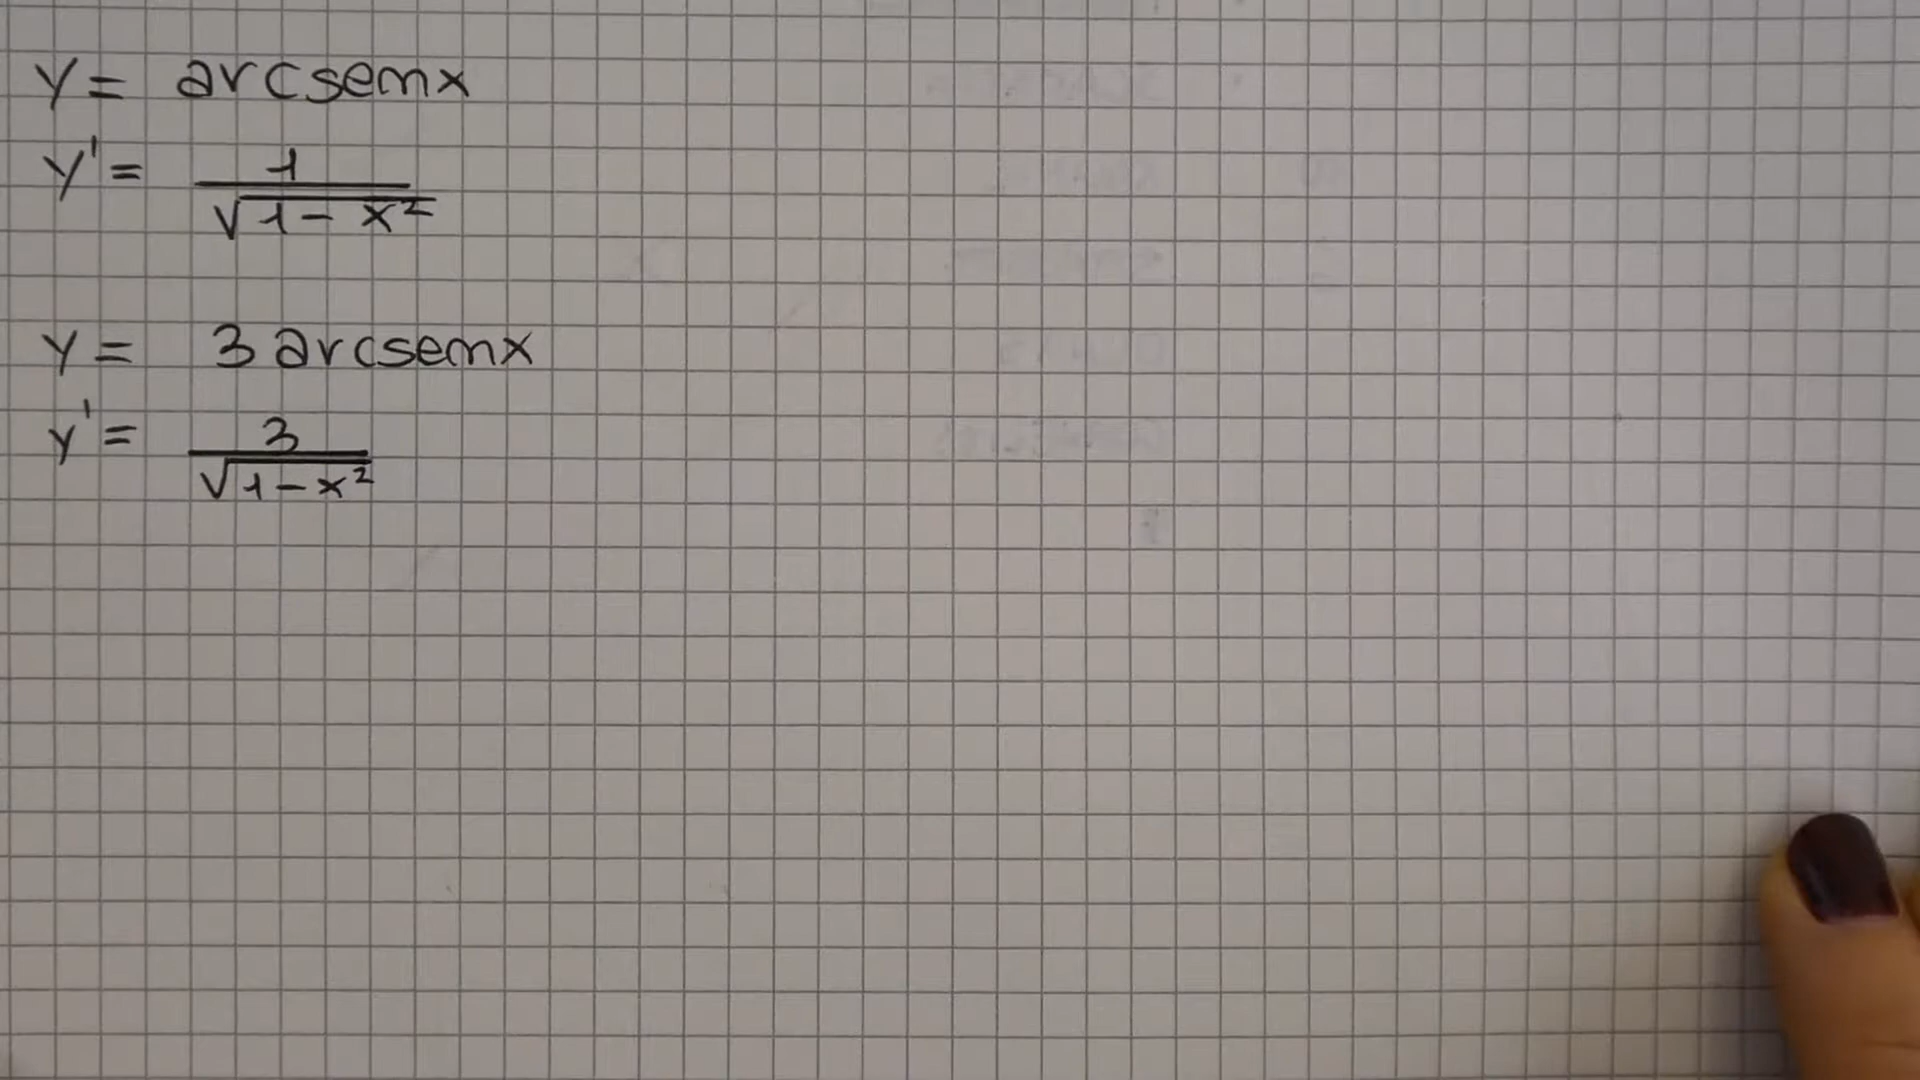 y = arcsenx
y' = 1/√(1-x²)
y = 3 arcsenx
y' = 3/√(1-x²)